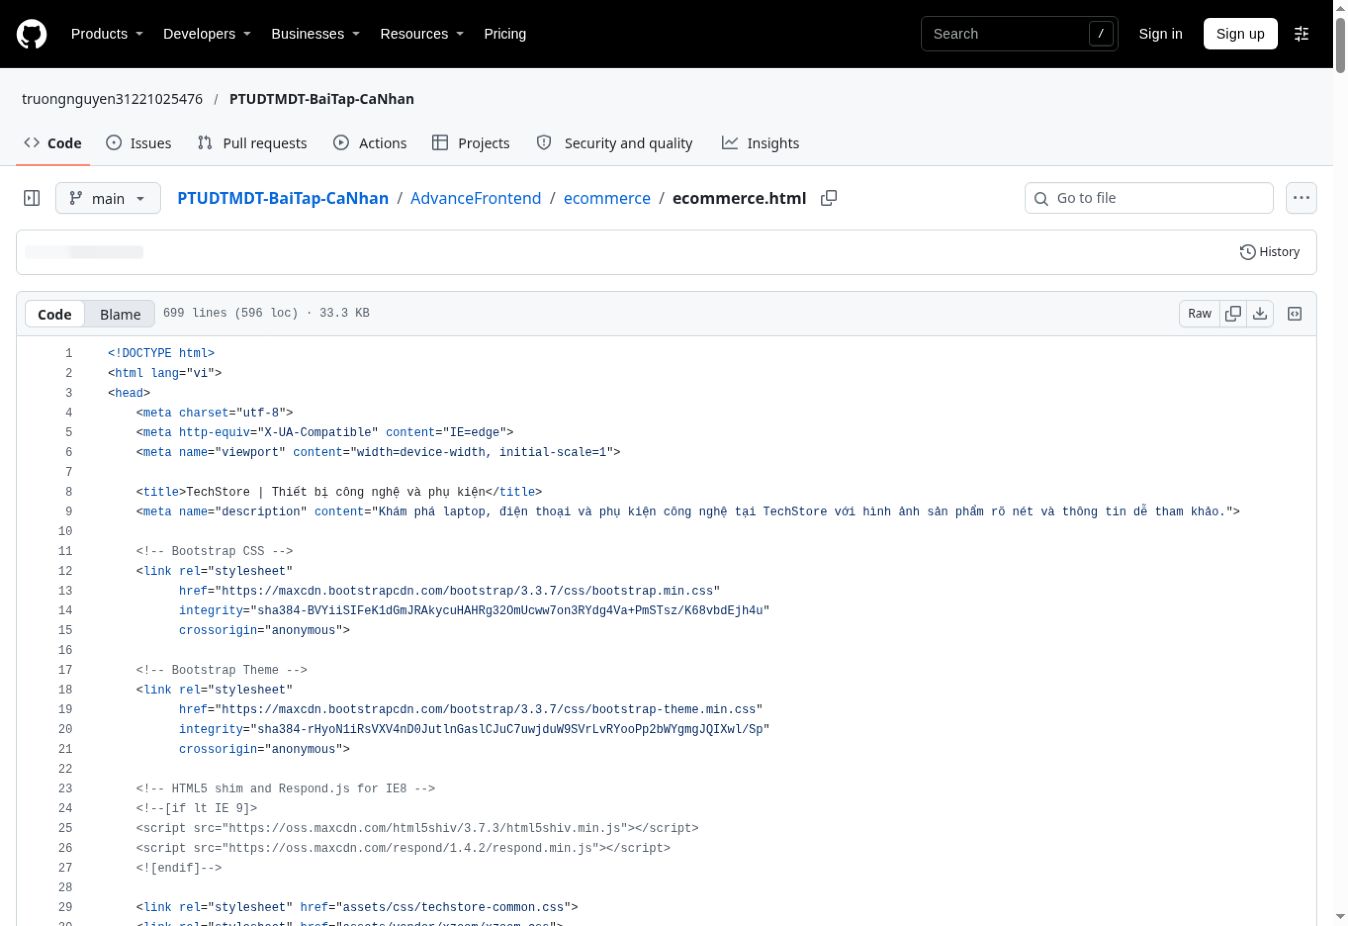 Products Developers Businesses Resources Pricing Search / Sign in Sign up
truongnguyen31221025476 / PTUDTMDT-BaiTap-CaNhan
Code Issues Pull requests Actions Projects Security and quality Insights
main PTUDTMDT-BaiTap-CaNhan / AdvanceFrontend / ecommerce / ecommerce.html Go to file
History
Code Blame 699 lines (596 loc) · 33.3 KB Raw
1 <!DOCTYPE html>
2 <html lang="vi">
3 <head>
4 <meta charset="utf-8">
5 <meta http-equiv="X-UA-Compatible" content="IE=edge">
6 <meta name="viewport" content="width=device-width, initial-scale=1">
7
8 <title>TechStore | Thiết bị công nghệ và phụ kiện</title>
9 <meta name="description" content="Khám phá laptop, điện thoại và phụ kiện công nghệ tại TechStore với hình ảnh sản phẩm rõ nét và thông tin dễ tham khảo.">
10
11 <!-- Bootstrap CSS -->
12 <link rel="stylesheet"
13 href="https://maxcdn.bootstrapcdn.com/bootstrap/3.3.7/css/bootstrap.min.css"
14 integrity="sha384-BVYiiSIFeK1dGmJRAkycuHAHRg32OmUcww7on3RYdg4Va+PmSTsz/K68vbdEjh4u"
15 crossorigin="anonymous">
16
17 <!-- Bootstrap Theme -->
18 <link rel="stylesheet"
19 href="https://maxcdn.bootstrapcdn.com/bootstrap/3.3.7/css/bootstrap-theme.min.css"
20 integrity="sha384-rHyoN1iRsVXV4nD0JutlnGaslCJuC7uwjduW9SVrLvRYooPp2bWYgmgJQIXwl/Sp"
21 crossorigin="anonymous">
22
23 <!-- HTML5 shim and Respond.js for IE8 -->
24 <!--[if lt IE 9]>
25 <script src="https://oss.maxcdn.com/html5shiv/3.7.3/html5shiv.min.js"></script>
26 <script src="https://oss.maxcdn.com/respond/1.4.2/respond.min.js"></script>
27 <![endif]-->
28
29 <link rel="stylesheet" href="assets/css/techstore-common.css">